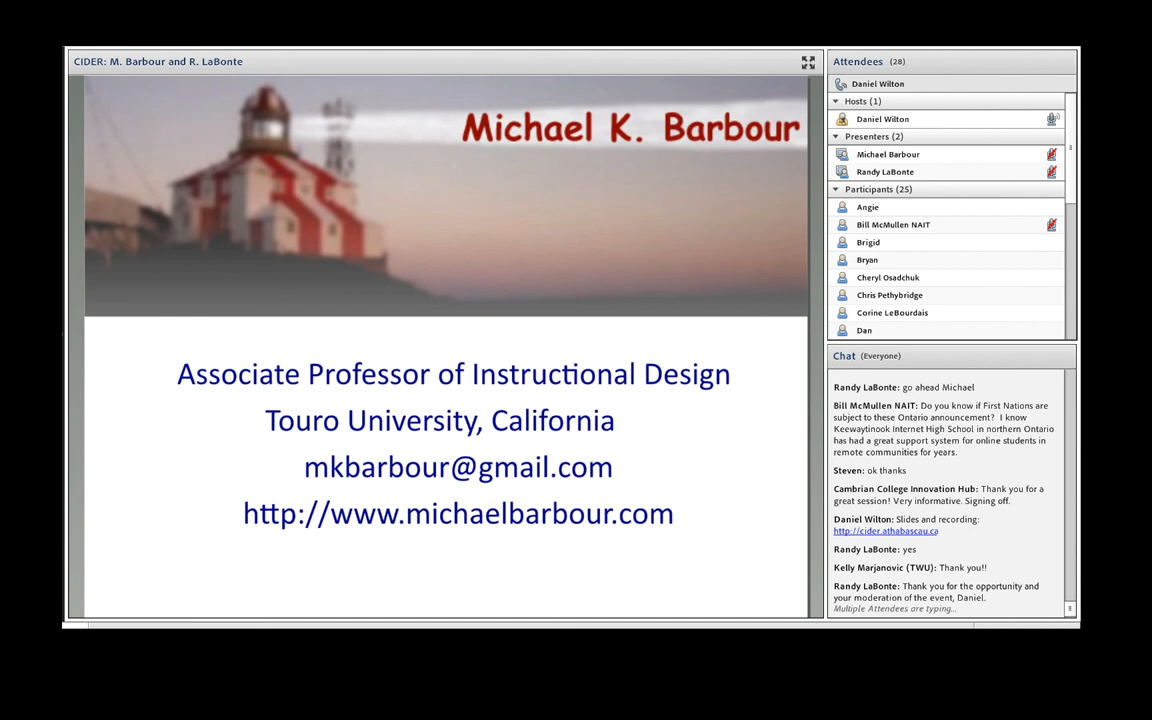 CIDER: M. Barbour and R. LaBonte
Michael K. Barbour
Associate Professor of Instructional Design
Touro University, California
mkbarbour@gmail.com
http://www.michaelbarbour.com
Attendees (28)
Daniel Wilton
Hosts (1)
Daniel Wilton
Presenters (2)
Michael Barbour
Randy LaBonte
Participants (25)
Angie
Bill McMullen NAIT
Brigid
Bryan
Cheryl Osadchuk
Chris Pethybridge
Corine LeBourdais
Dan
Chat (Everyone)
Randy LaBonte: go ahead Michael
Bill McMullen NAIT: Do you know if First Nations are
subject to these Ontario announcement? I know
Keewaytinook Internet High School in northern Ontario
has had a great support system for online students in
remote communities for years.
Steven: ok thanks
Cambrian College Innovation Hub: Thank you for a
great session! Very informative. Signing off.
Daniel Wilton: Slides and recording:
http://cider.athabascau.ca
Randy LaBonte: yes
Kelly Marjanovic (TWU): Thank you!!
Randy LaBonte: Thank you for the opportunity and
your moderation of the event, Daniel.
Multiple Attendees are typing...